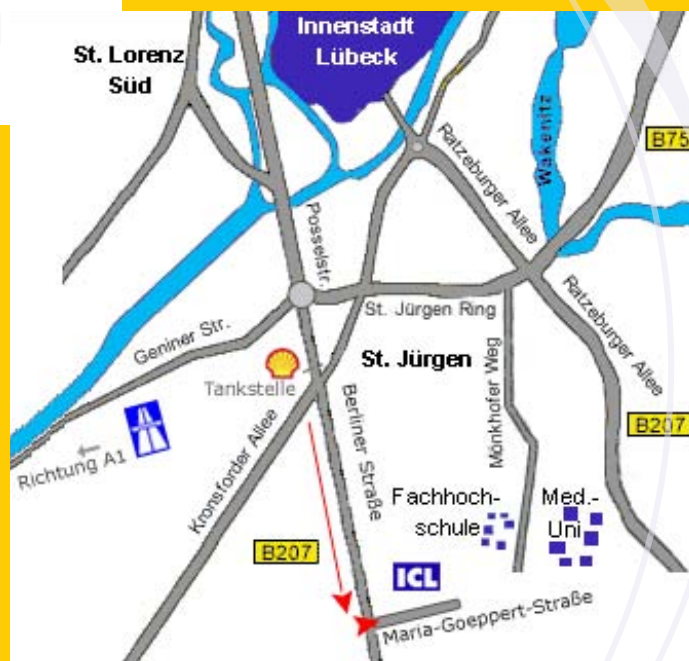 Innenstadt
Lübeck
St. Lorenz
Süd
B75
Ratzeburger Allee
Wakenitz
Posselstr.
St. Jürgen Ring
Ratzeburger Allee
Geniner Str.
St. Jürgen
Tankstelle
Mönkhofer Weg
Berliner Straße
B207
Richtung A1
Kronsforder Allee
Fachhoch-
schule
Med.-
Uni
B207
ICL
Maria-Goeppert-Straße